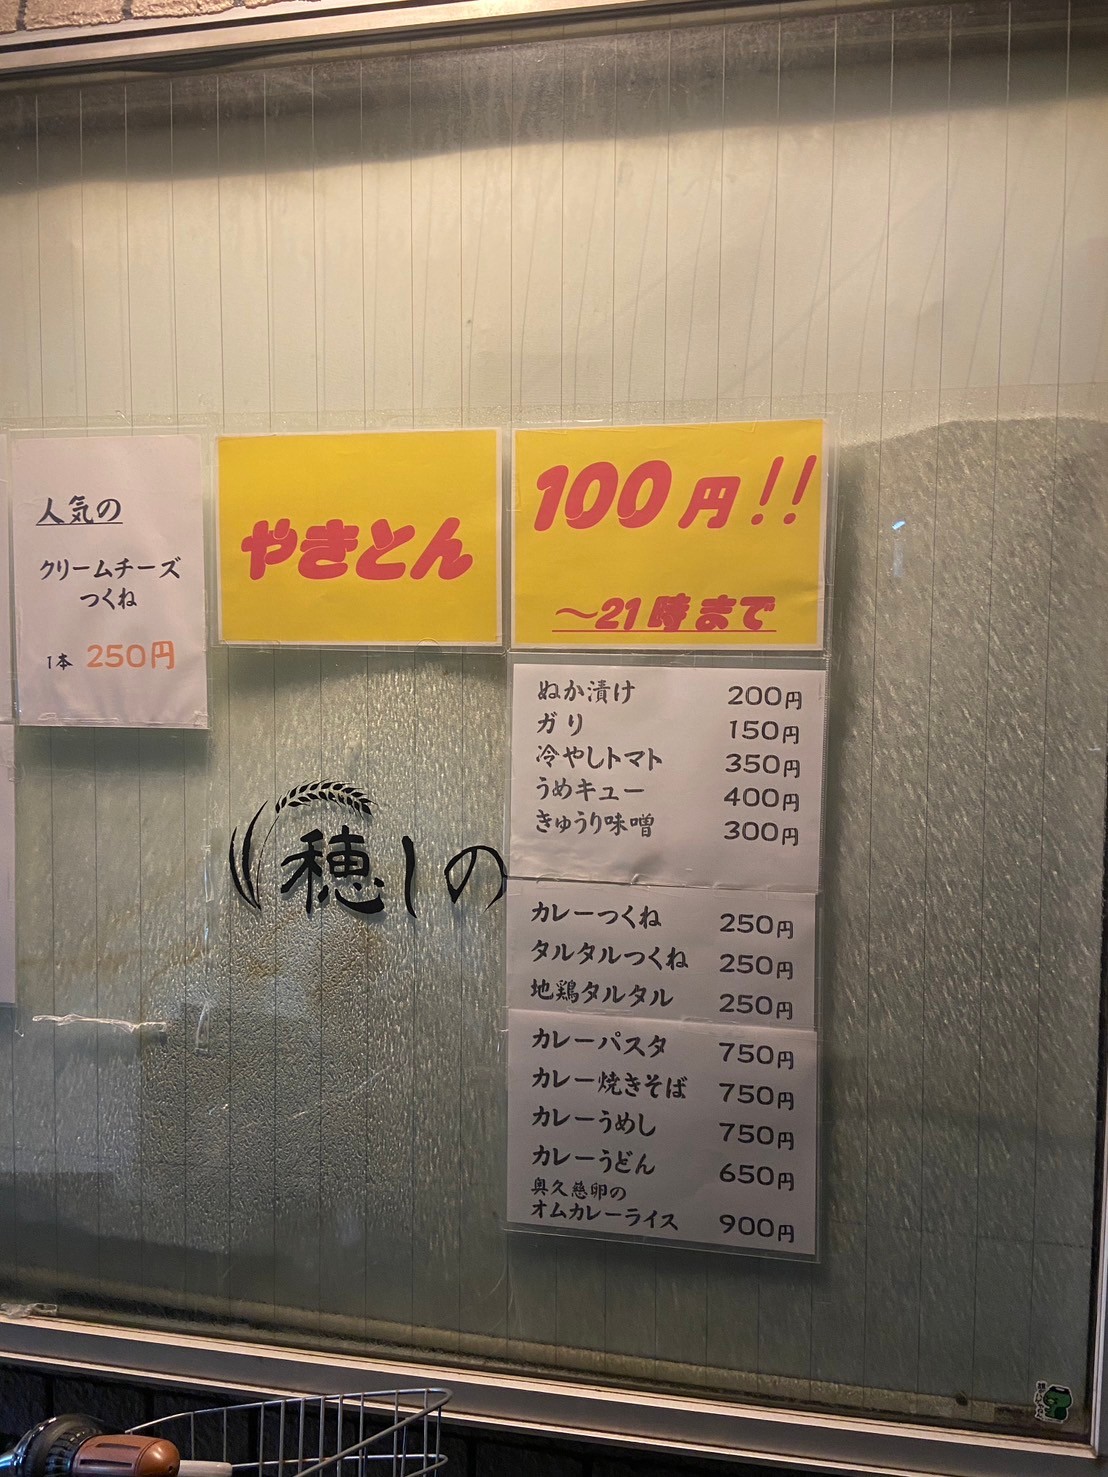 人気の
クリームチーズ
つくね
1本 250円
やきとん
100円!!
～21時まで
ぬか漬け 200円
ガリ 150円
冷やしトマト 350円
うめキュー 400円
きゅうり味噌 300円
穂しの
カレーつくね 250円
タルタルつくね 250円
地鶏タルタル 250円
カレーパスタ 750円
カレー焼きそば 750円
カレーうめし 750円
カレーうどん 650円
奥久慈卵の
オムカレーライス 900円